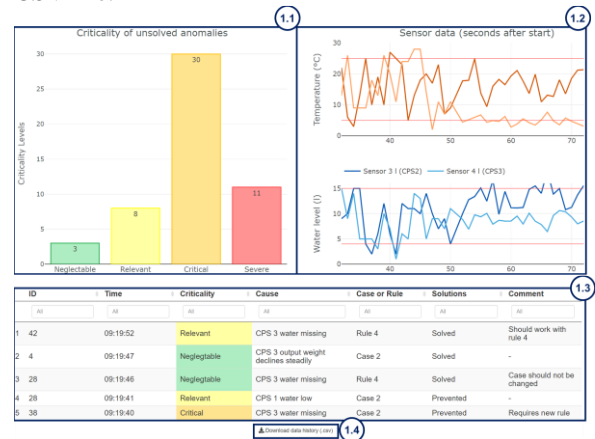 1.1
1.2
Criticality of unsolved anomalies
Sensor data (seconds after start)
30
25
20
15
10
5
0
Criticality Levels
3
8
30
11
Neglectable
Relevant
Critical
Severe
Temperature (°C)
30
20
10
0
40
50
60
70
Sensor 3 l (CPS2)
Sensor 4 l (CPS3)
Water level (l)
15
10
5
0
40
50
60
70
1.3
ID Time Criticality Cause Case or Rule Solutions Comment
All All All All All All All
1 42 09:19:52 Relevant CPS 3 water missing Rule 4 Solved Should work with
rule 4
2 4 09:19:47 Neglegtable CPS 3 output weight
declines steadily Case 2 Solved -
3 28 09:19:46 Neglegtable CPS 3 water missing Rule 4 Solved Case should not be
changed
4 28 09:19:41 Relevant CPS 1 water low Case 2 Prevented -
5 38 09:19:40 Critical CPS 3 water missing Case 2 Prevented Requires new rule
Download data history (.csv)
1.4